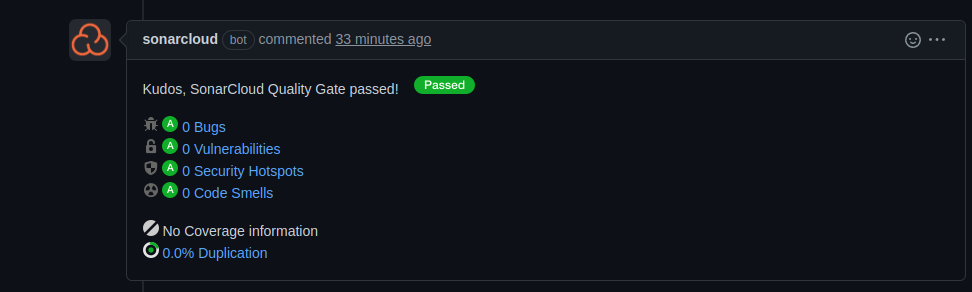 sonarcloud bot commented 33 minutes ago
Kudos, SonarCloud Quality Gate passed! Passed
A 0 Bugs
A 0 Vulnerabilities
A 0 Security Hotspots
A 0 Code Smells
No Coverage information
0.0% Duplication